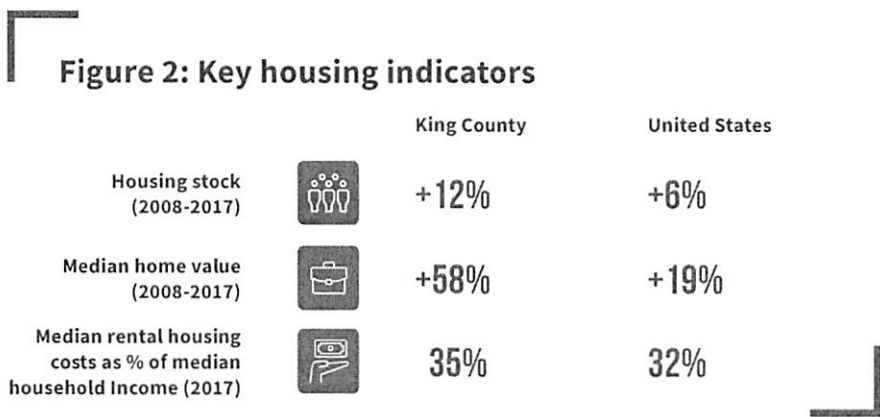 Figure 2: Key housing indicators
King County United States
Housing stock
(2008-2017)
+12% +6%
Median home value
(2008-2017)
+58% +19%
Median rental housing
costs as % of median
household Income (2017)
35% 32%